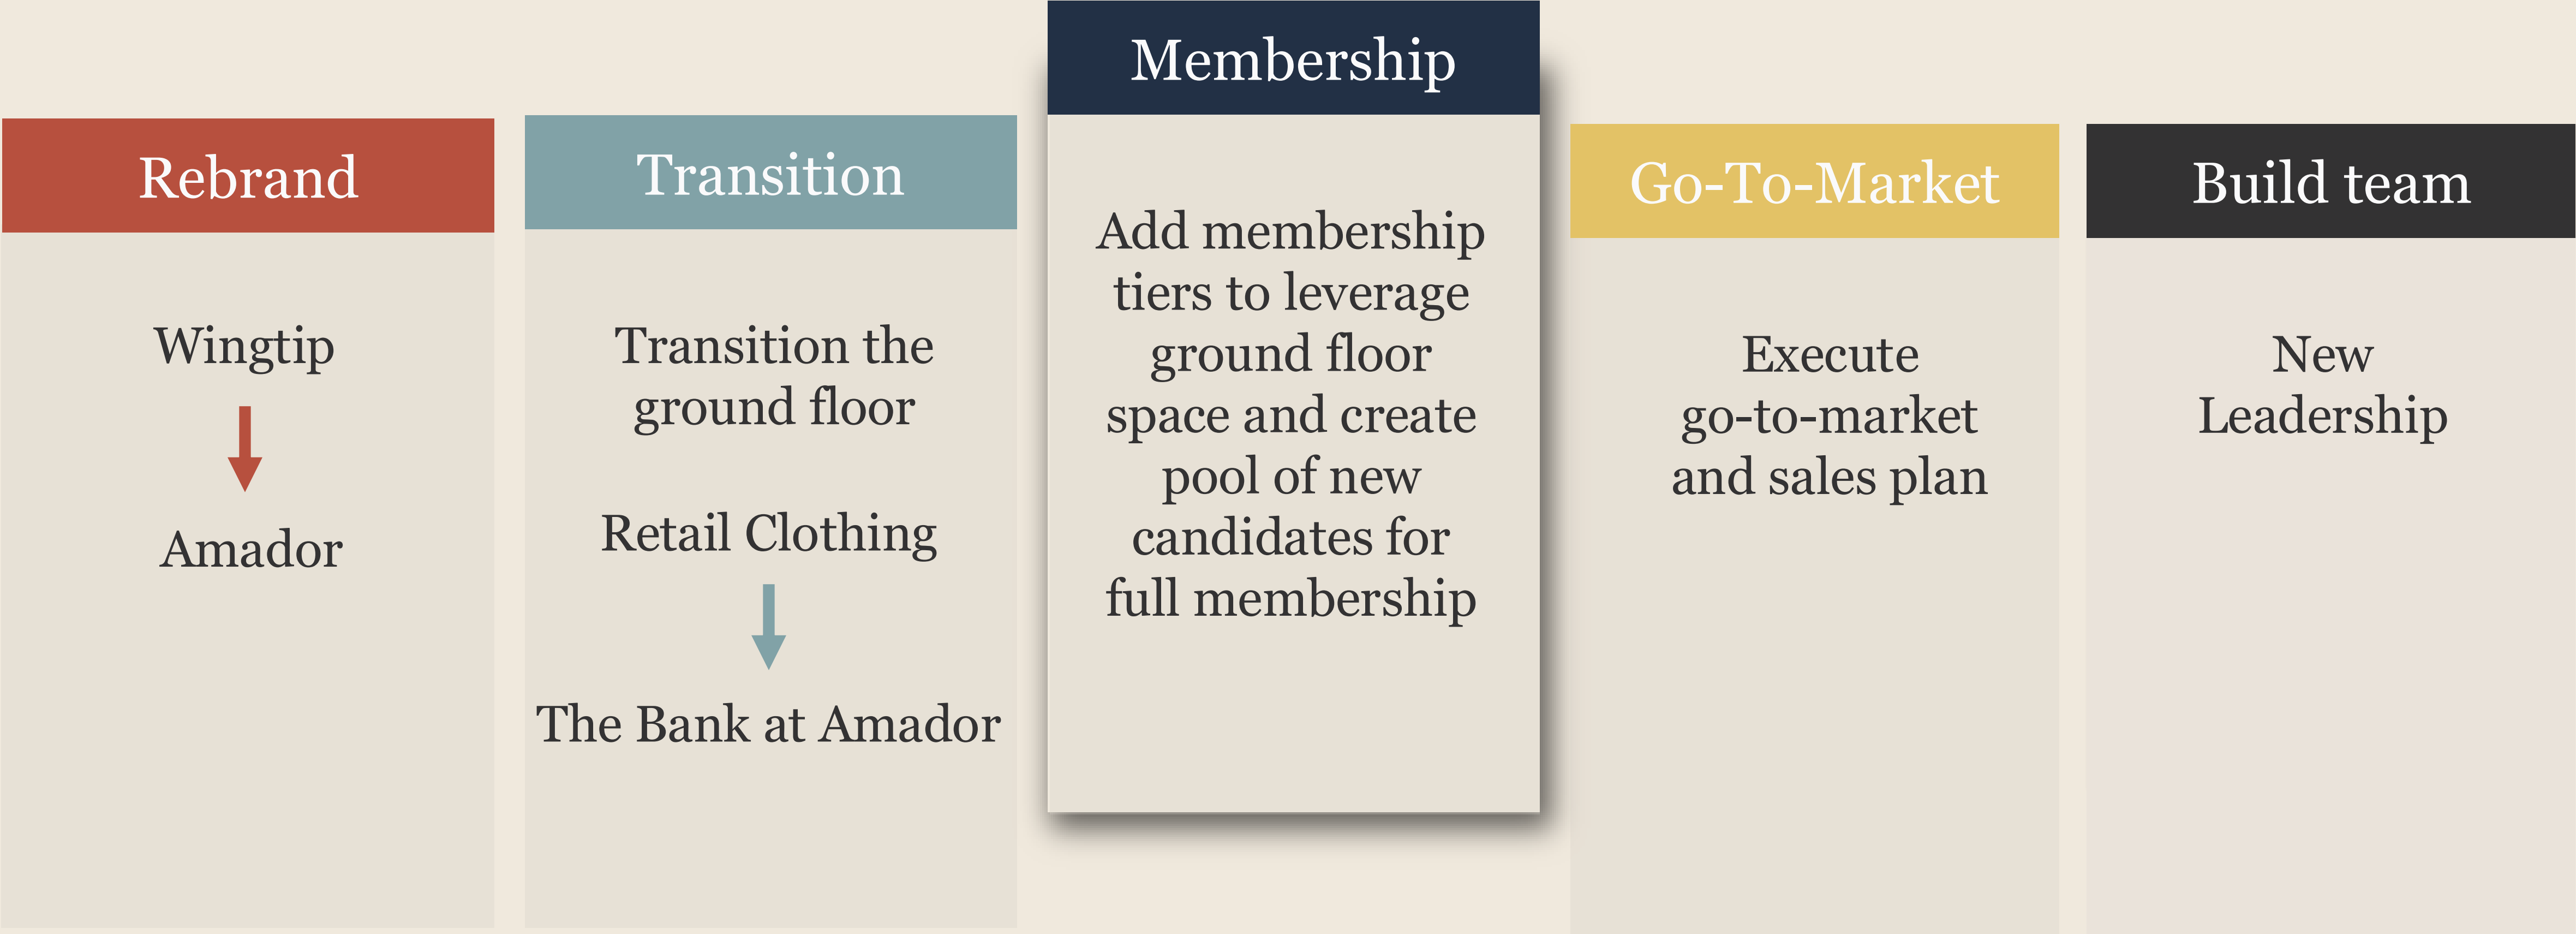 Rebrand
Wingtip
Amador
Transition
Transition the
ground floor
Retail Clothing
The Bank at Amador
Membership
Add membership
tiers to leverage
ground floor
space and create
pool of new
candidates for
full membership
Go-To-Market
Execute
go-to-market
and sales plan
Build team
New
Leadership